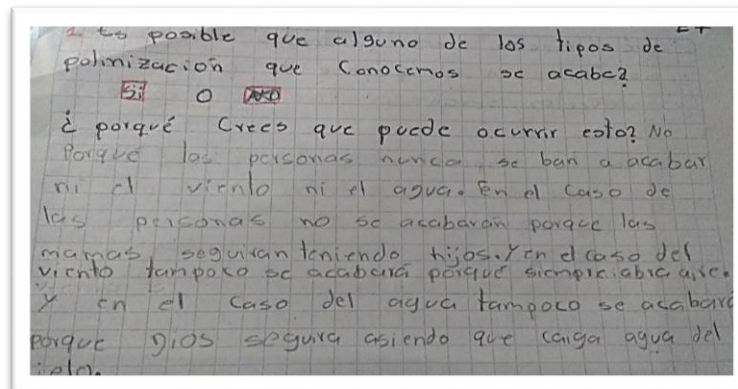 1 Es posible que alguno de los tipos de
polinización que Conocemos se acabe?
Si O NO
¿ porqué Crees que puede ocurrir esto? No
Porque las personas nunca se ban a acabar
ni el viento ni el agua. En el caso de
las personas no se acabaran porque las
mamas seguiran teniendo hijos. Y en el caso del
viento tampoco se acabará porque siempre abra aire.
Y en el caso del agua tampoco se acabara
porque Dios seguira asiendo que caiga agua del
cielo.